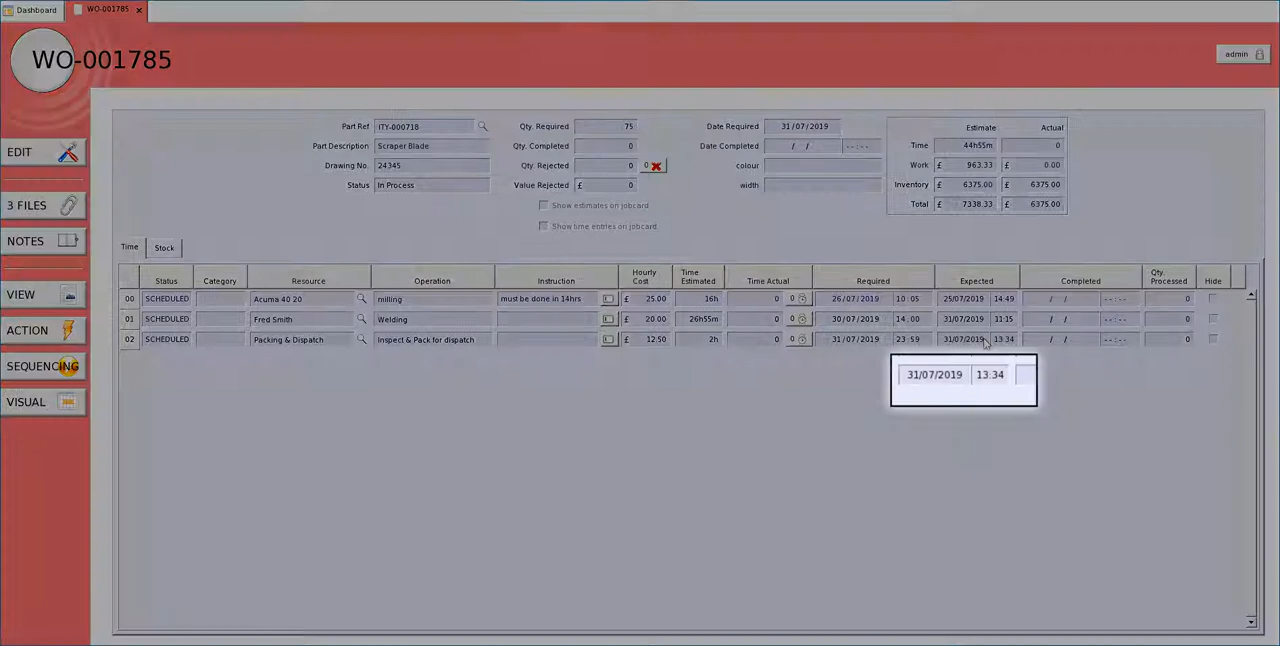 Dashboard WO-001785
WO-001785
admin
EDIT
3 FILES
NOTES
VIEW
ACTION
SEQUENCING
VISUAL
Part Ref ITY-000718 Qty. Required 75 Date Required 31/07/2019 Estimate Actual
Part Description Scraper Blade Qty. Completed 0 Date Completed / / --:-- Time 44h55m 0
Drawing No. 24345 Qty. Rejected 0 0 colour Work £ 963.33 £ 0.00
Status In Process Value Rejected £ 0 width Inventory £ 6375.00 £ 6375.00
Show estimates on jobcard Total £ 7338.33 £ 6375.00
Show time entries on jobcard
Time Stock
Status Category Resource Operation Instruction Hourly Cost Time Estimated Time Actual Required Expected Completed Qty. Processed Hide
00 SCHEDULED Acuma 40 20 milling must be done in 14hrs £ 25.00 16h 0 0 26/07/2019 10:05 25/07/2019 14:49 / / --:-- 0
01 SCHEDULED Fred Smith Welding £ 20.00 26h55m 0 0 30/07/2019 14:00 31/07/2019 11:15 / / --:-- 0
02 SCHEDULED Packing & Dispatch Inspect & Pack for dispatch £ 12.50 2h 0 0 31/07/2019 23:59 31/07/2019 13:34 / / --:-- 0
31/07/2019 13:34